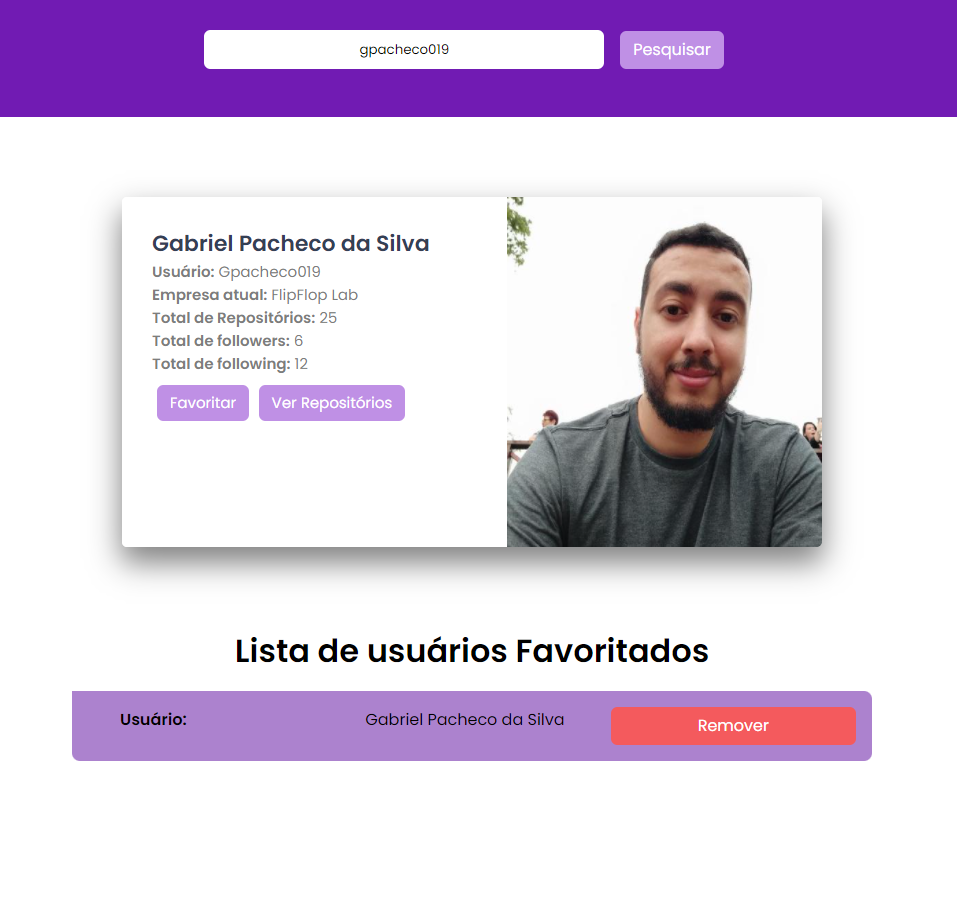 gpacheco019 Pesquisar
Gabriel Pacheco da Silva
Usuário: Gpacheco019
Empresa atual: FlipFlop Lab
Total de Repositórios: 25
Total de followers: 6
Total de following: 12
Favoritar Ver Repositórios
Lista de usuários Favoritados
Usuário: Gabriel Pacheco da Silva Remover